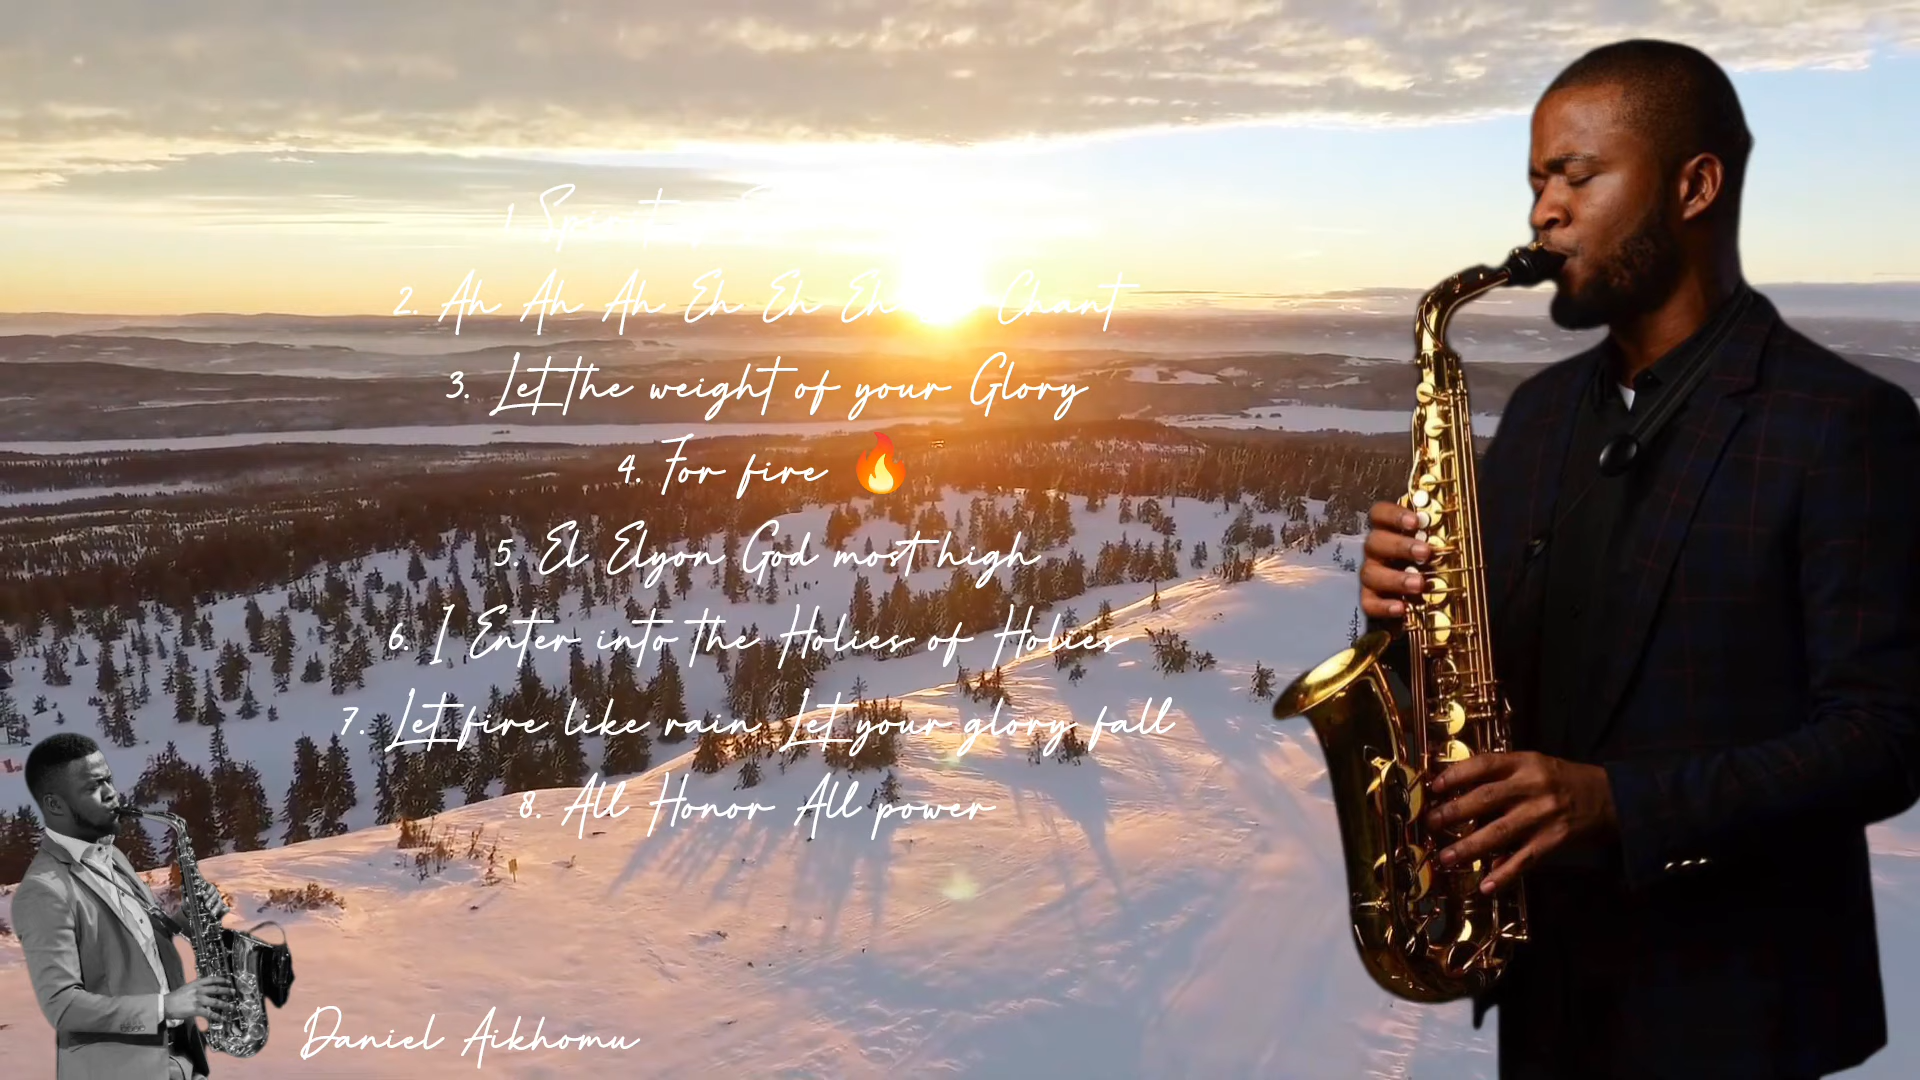 1. Spirit
2. Ah Ah Ah Eh Eh Eh Chant
3. Let the weight of your Glory
4. For fire 🔥
5. El Elyon God most high
6. I Enter into the Holies of Holies
7. Let fire like rain, Let your glory fall
8. All Honor All power
Daniel Aikhomu